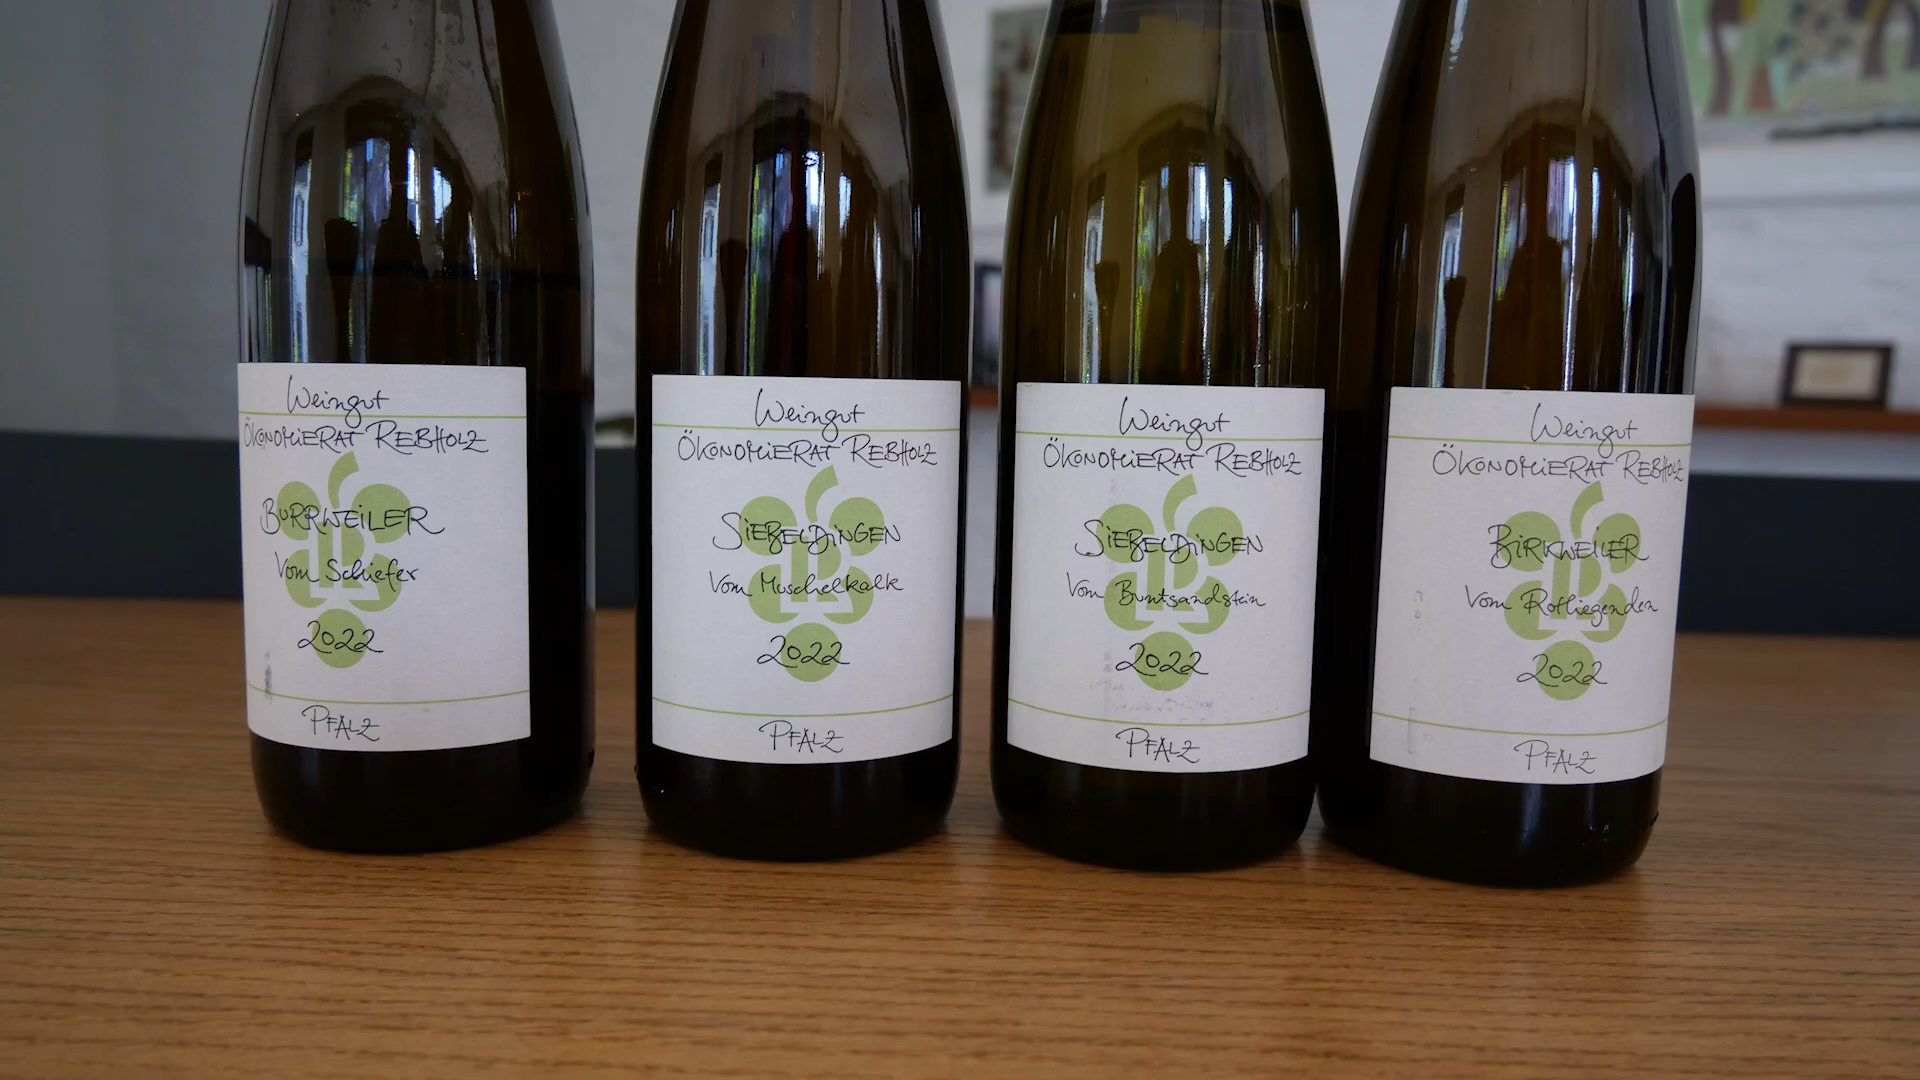 Weingut
ÖKONOMIERAT REBHOLZ
BURRWEILER
Vom Schiefer
2022
PFALZ
Weingut
ÖKONOMIERAT REBHOLZ
SIEBELDINGEN
Vom Muschelkalk
2022
PFALZ
Weingut
ÖKONOMIERAT REBHOLZ
SIEBELDINGEN
Vom Buntsandstein
2022
PFALZ
Weingut
ÖKONOMIERAT REBHOLZ
BIRKWEILER
Vom Rotliegenden
2022
PFALZ